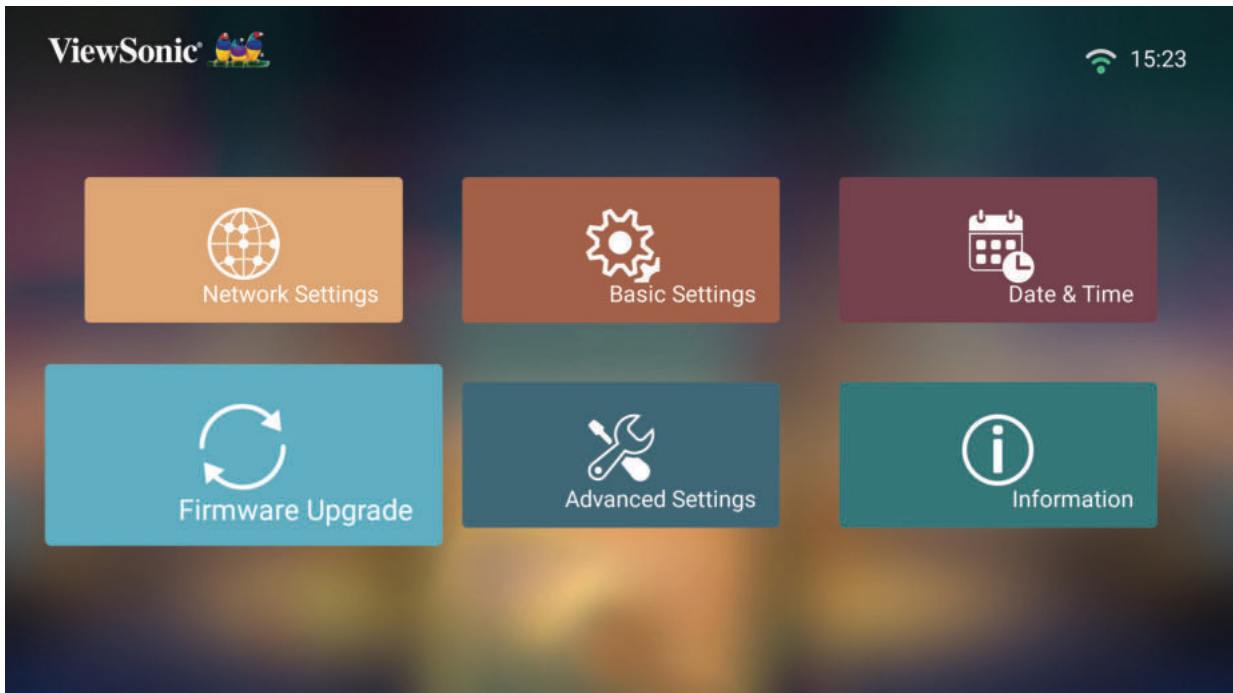 ViewSonic®
15:23
Network Settings
Basic Settings
Date & Time
Firmware Upgrade
Advanced Settings
Information